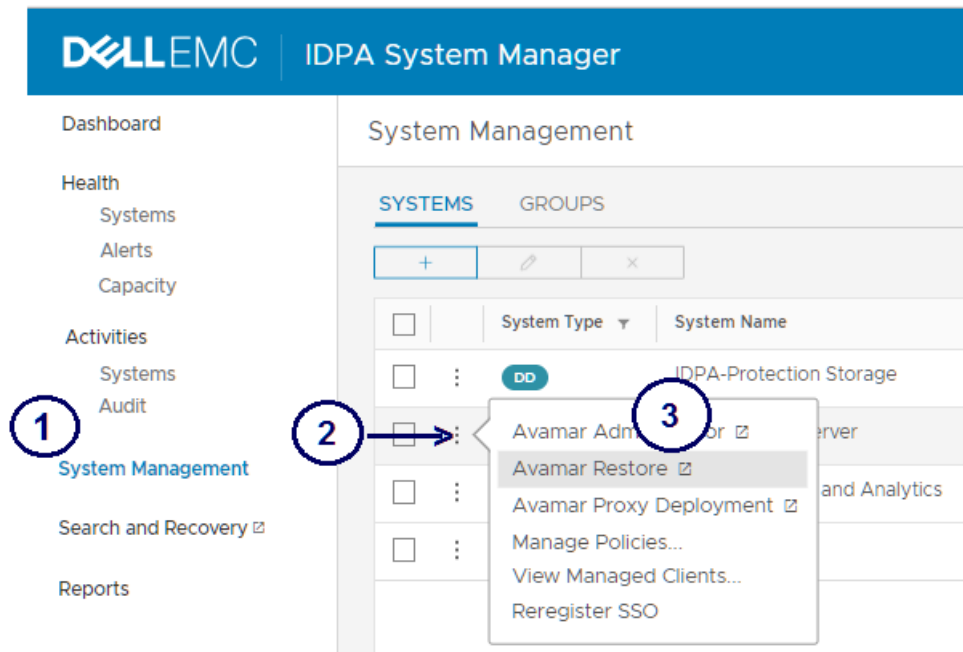 DELLEMC IDPA System Manager
Dashboard
System Management
Health
Systems
Alerts
Capacity
SYSTEMS GROUPS
+ ×
System Type System Name
Activities
Systems
Audit
DD IDPA-Protection Storage
1
2
3
Avamar Adm or erver
System Management
Avamar Restore
Avamar Proxy Deployment and Analytics
Search and Recovery
Manage Policies...
View Managed Clients...
Reports
Reregister SSO